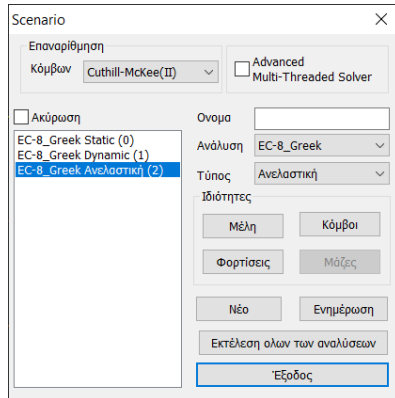 Scenario
Επαναρίθμηση
Κόμβων
Cuthill-McKee(II)
Advanced
Multi-Threaded Solver
Ακύρωση
EC-8_Greek Static (0)
EC-8_Greek Dynamic (1)
EC-8_Greek Ανελαστική (2)
Ονομα
Ανάλυση
EC-8_Greek
Τύπος
Ανελαστική
Ιδιότητες
Μέλη
Κόμβοι
Φορτίσεις
Μάζες
Νέο
Ενημέρωση
Εκτέλεση ολων των αναλύσεων
Έξοδος